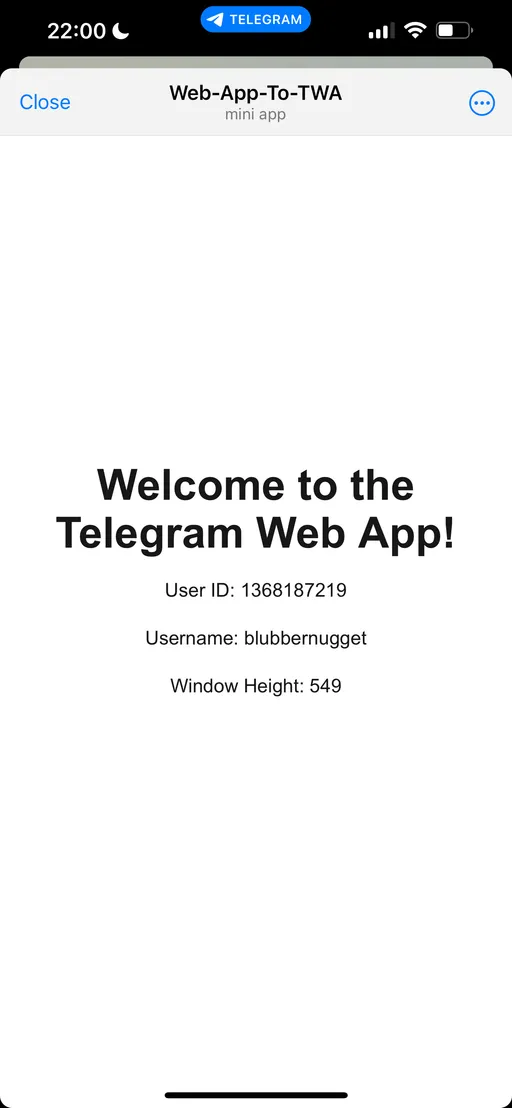 22:00
TELEGRAM
Close
Web-App-To-TWA
mini app
Welcome to the
Telegram Web App!
User ID: 1368187219
Username: blubbernugget
Window Height: 549